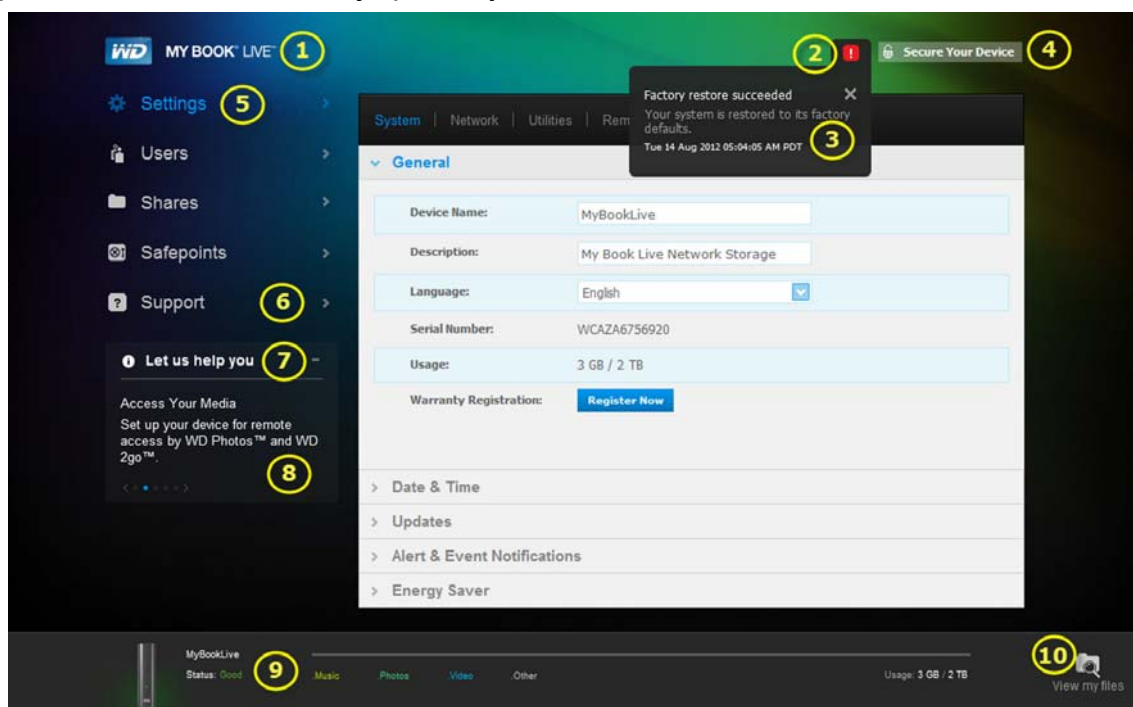 WD MY BOOK™ LIVE™ 1
2 !
Secure Your Device 4
Factory restore succeeded
Your system is restored to its factory
defaults.
Tue 14 Aug 2012 05:04:05 AM PDT
3
Settings 5
Users
Shares
Safepoints
Support 6
Let us help you 7
Access Your Media
Set up your device for remote
access by WD Photos™ and WD
2go™.
8
System | Network | Utilities | Rem
General
Device Name: MyBookLive
Description: My Book Live Network Storage
Language: English
Serial Number: WCAZA6756920
Usage: 3 GB / 2 TB
Warranty Registration: Register Now
Date & Time
Updates
Alert & Event Notifications
Energy Saver
MyBookLive
Status: Good 9
.Music .Photos .Video .Other
Usage: 3 GB / 2 TB
10
View my files